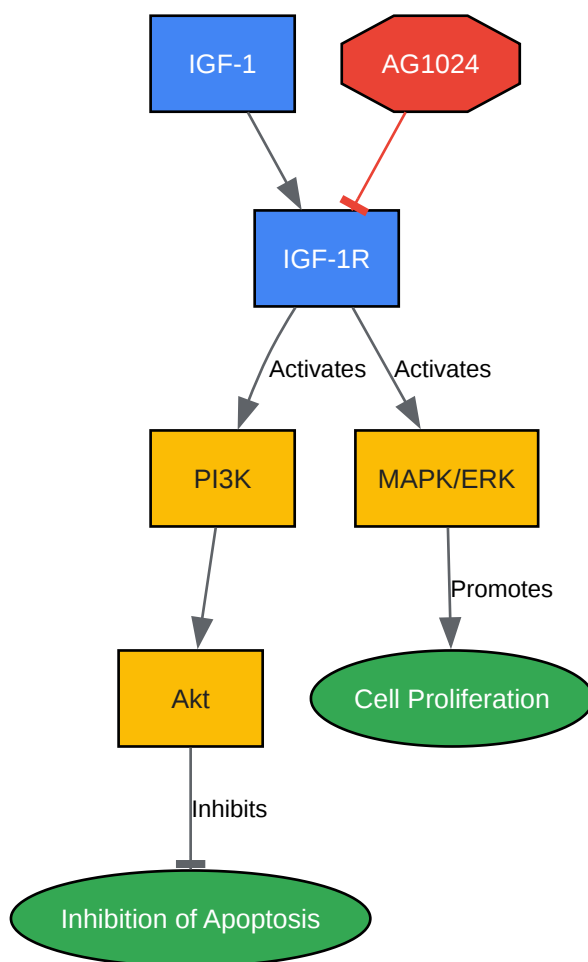 IGF-1
AG1024
IGF-1R
Activates
Activates
PI3K
MAPK/ERK
Promotes
Akt
Cell Proliferation
Inhibits
Inhibition of Apoptosis